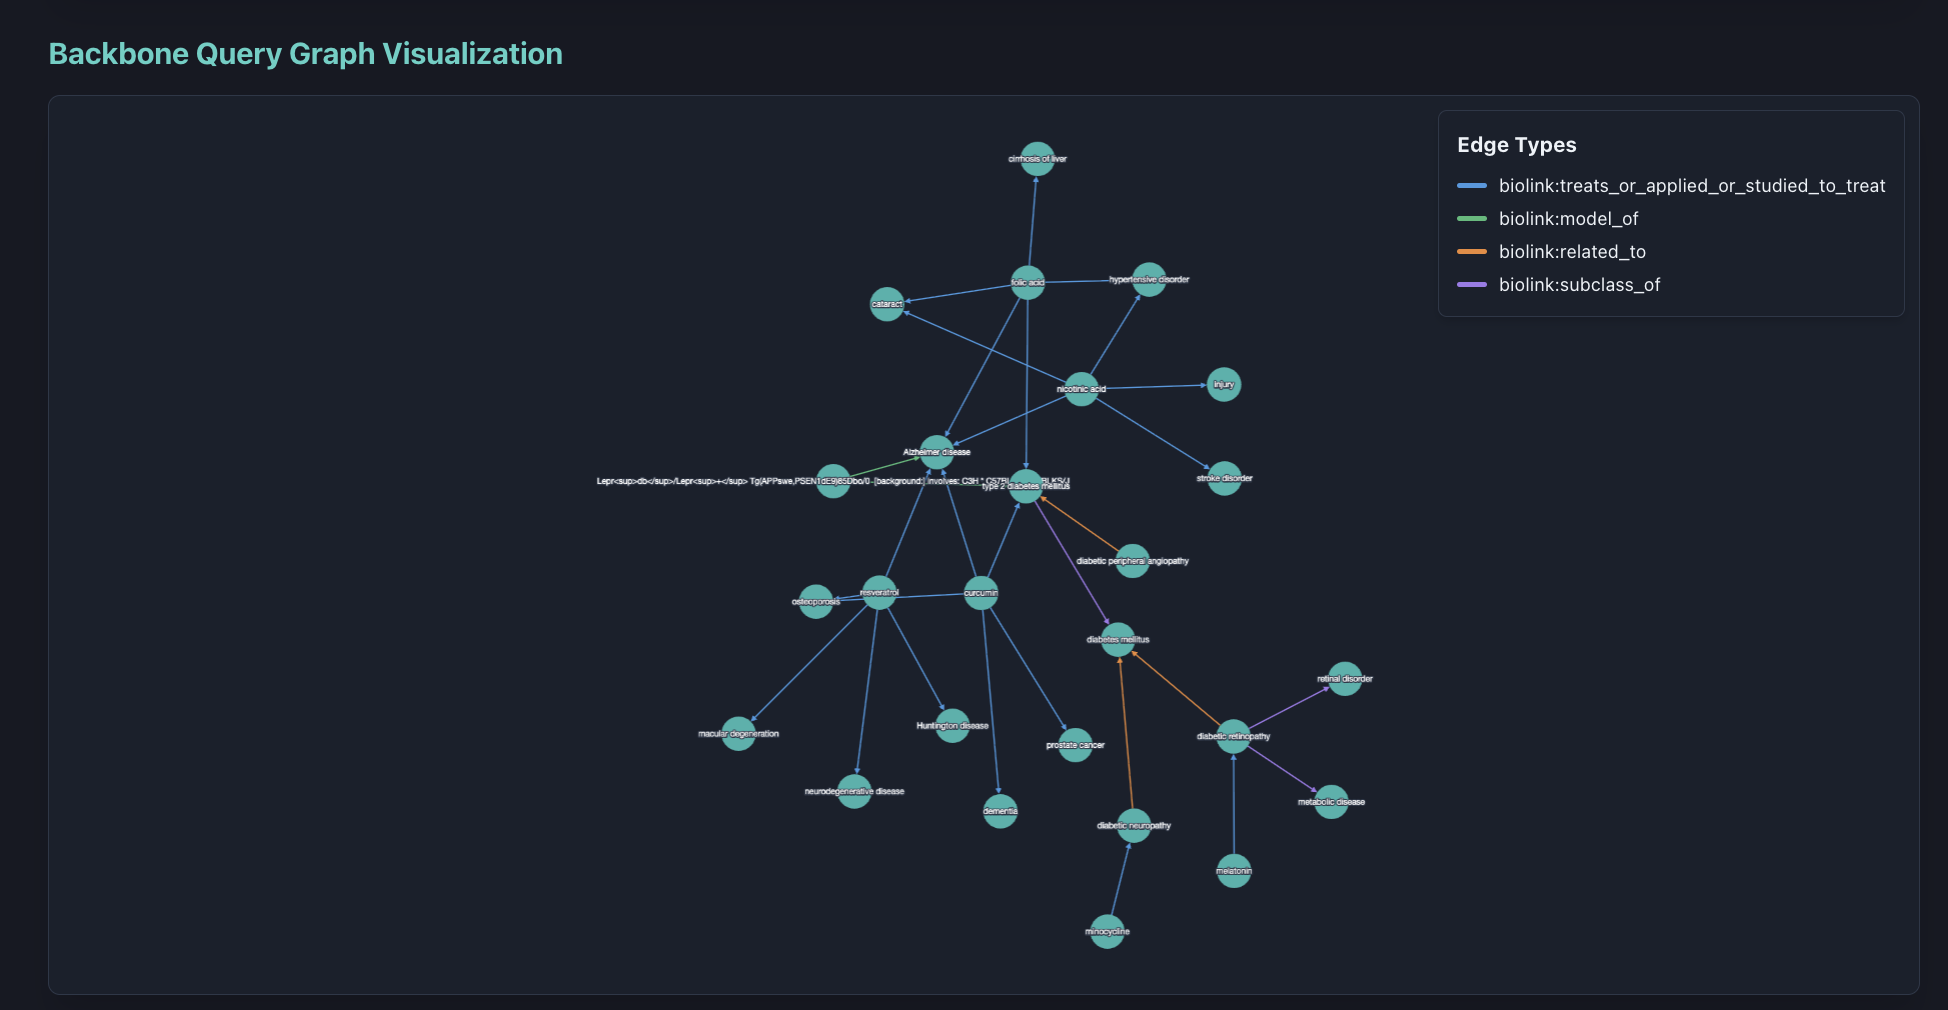 Backbone Query Graph Visualization
Edge Types
biolink:treats_or_applied_or_studied_to_treat
biolink:model_of
biolink:related_to
biolink:subclass_of
cirrhosis of liver
folic acid
hypertensive disorder
cataract
nicotinic acid
injury
Alzheimer disease
stroke disorder
Lepr<sup>db</sup>/Lepr<sup>+</sup> Tg(APPswe,PSEN1dE9)85Dbo/0 [background:] involves: C3H * C57BL
type 2 diabetes mellitus
diabetic peripheral angiopathy
resveratrol
curcumin
osteoporosis
diabetes mellitus
retinal disorder
Huntington disease
macular degeneration
diabetic retinopathy
prostate cancer
neurodegenerative disease
metabolic disease
dementia
diabetic neuropathy
melatonin
minocycline